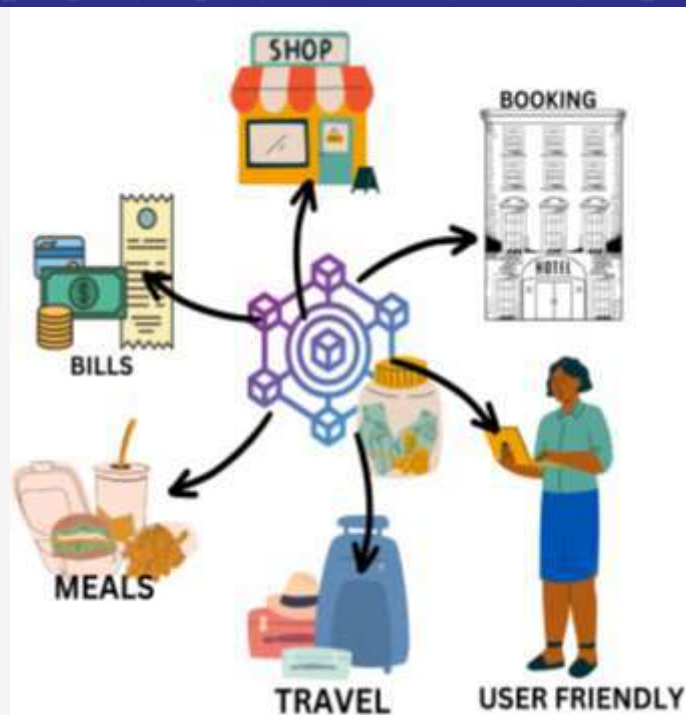 SHOP
BOOKING
HOTEL
$
BILLS
MEALS
TRAVEL
USER FRIENDLY